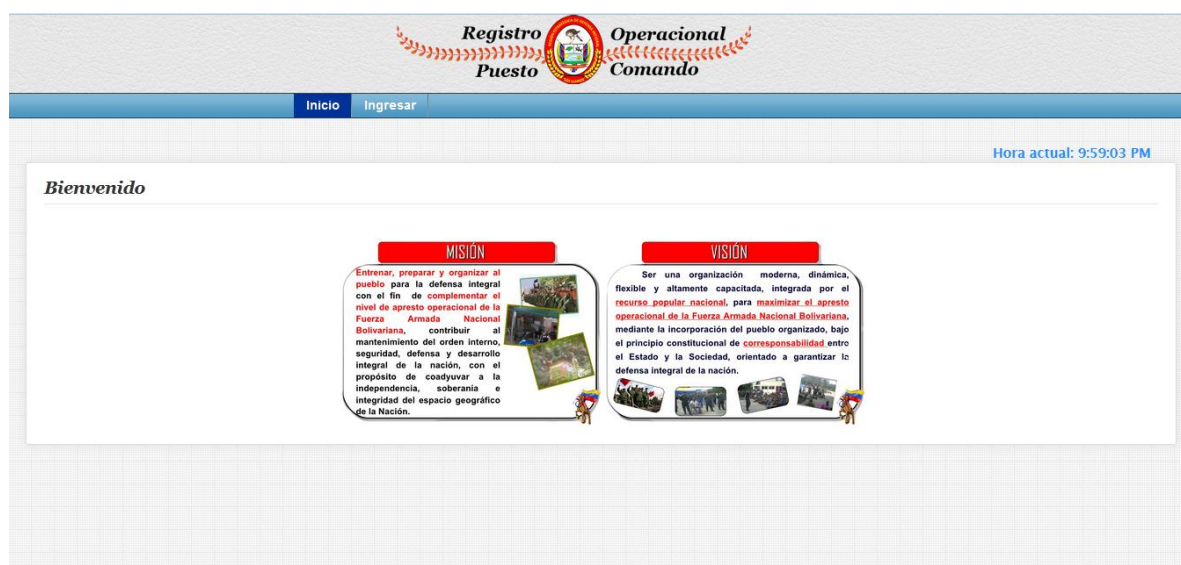 Registro Operacional
Puesto Comando
Inicio Ingresar
Hora actual: 9:59:03 PM
Bienvenido
MISIÓN
Entrenar, preparar y organizar al
pueblo para la defensa integral
con el fin de complementar el
nivel de apresto operacional de la
Fuerza Armada Nacional
Bolivariana, contribuir al
mantenimiento del orden interno,
seguridad, defensa y desarrollo
integral de la nación, con el
propósito de coadyuvar a la
independencia, soberanía e
integridad del espacio geográfico
de la Nación.
VISIÓN
Ser una organización moderna, dinámica,
flexible y altamente capacitada, integrada por el
recurso popular nacional, para maximizar el apresto
operacional de la Fuerza Armada Nacional Bolivariana,
mediante la incorporación del pueblo organizado, bajo
el principio constitucional de corresponsabilidad entre
el Estado y la Sociedad, orientado a garantizar la
defensa integral de la nación.